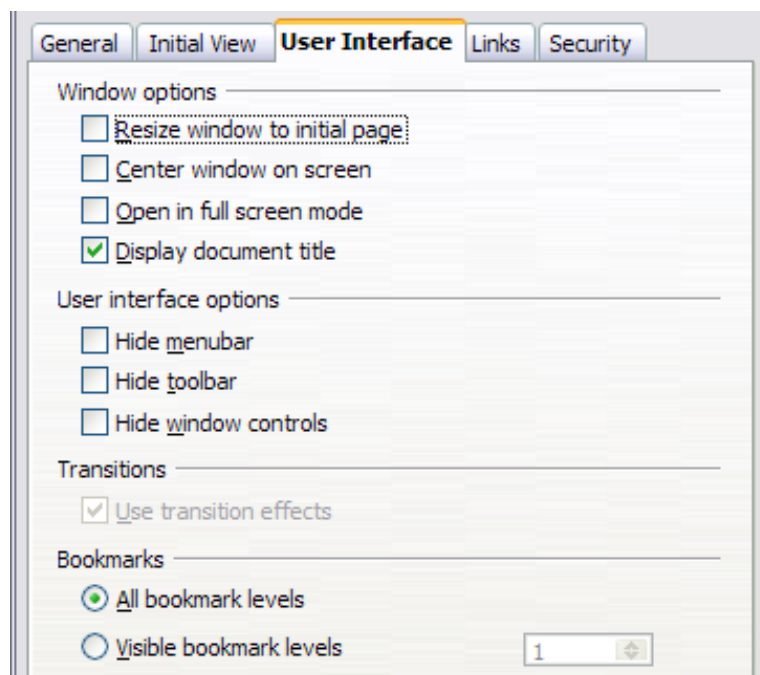 General Initial View User Interface Links Security
Window options
Resize window to initial page
Center window on screen
Open in full screen mode
Display document title
User interface options
Hide menubar
Hide toolbar
Hide window controls
Transitions
Use transition effects
Bookmarks
All bookmark levels
Visible bookmark levels 1